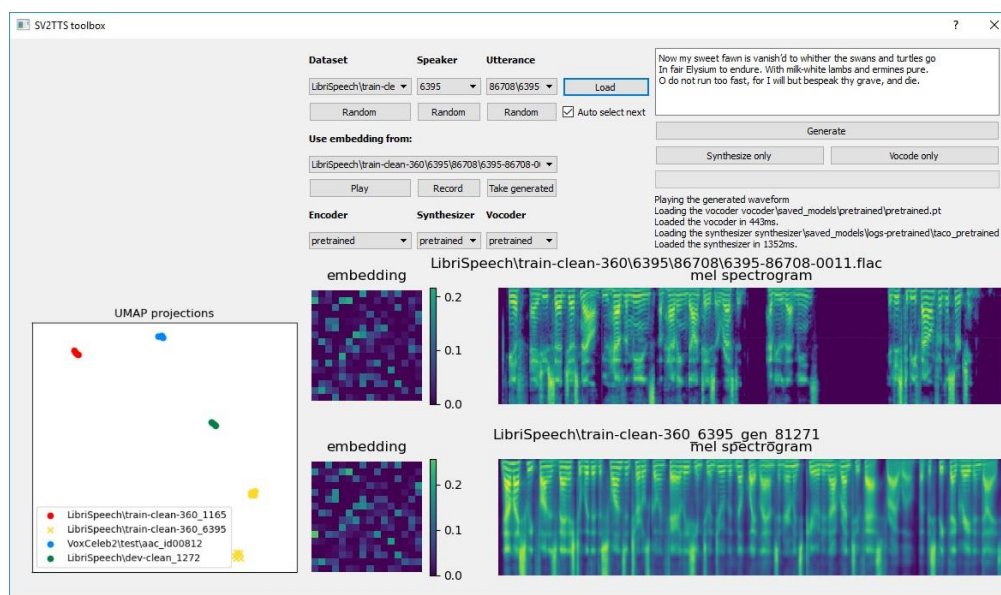 SV2TTS toolbox
? ×
Dataset Speaker Utterance
LibriSpeech\train-cle 6395 86708\6395 Load
Random Random Random Auto select next
Use embedding from:
LibriSpeech\train-clean-360\6395\86708\6395-86708-0
Play Record Take generated
Encoder Synthesizer Vocoder
pretrained pretrained pretrained
Now my sweet fawn is vanish'd to whither the swans and turtles go
In fair Elysium to endure. With milk-white lambs and ermines pure.
O do not run too fast, for I will but bespeak thy grave, and die.
Generate
Synthesize only Vocode only
Playing the generated waveform
Loading the vocoder vocoder\saved_models\pretrained\pretrained.pt
Loaded the vocoder in 443ms.
Loading the synthesizer synthesizer\saved_models\logs-pretrained\taco_pretrained
Loaded the synthesizer in 1352ms.
LibriSpeech\train-clean-360\6395\86708\6395-86708-0011.flac
embedding mel spectrogram
0.2
0.1
0.0
UMAP projections
LibriSpeech\train-clean-360_1165
LibriSpeech\train-clean-360_6395
VoxCeleb2\test\aac_id00812
LibriSpeech\dev-clean_1272
LibriSpeech\train-clean-360_6395_gen_81271
embedding mel spectrogram
0.2
0.1
0.0